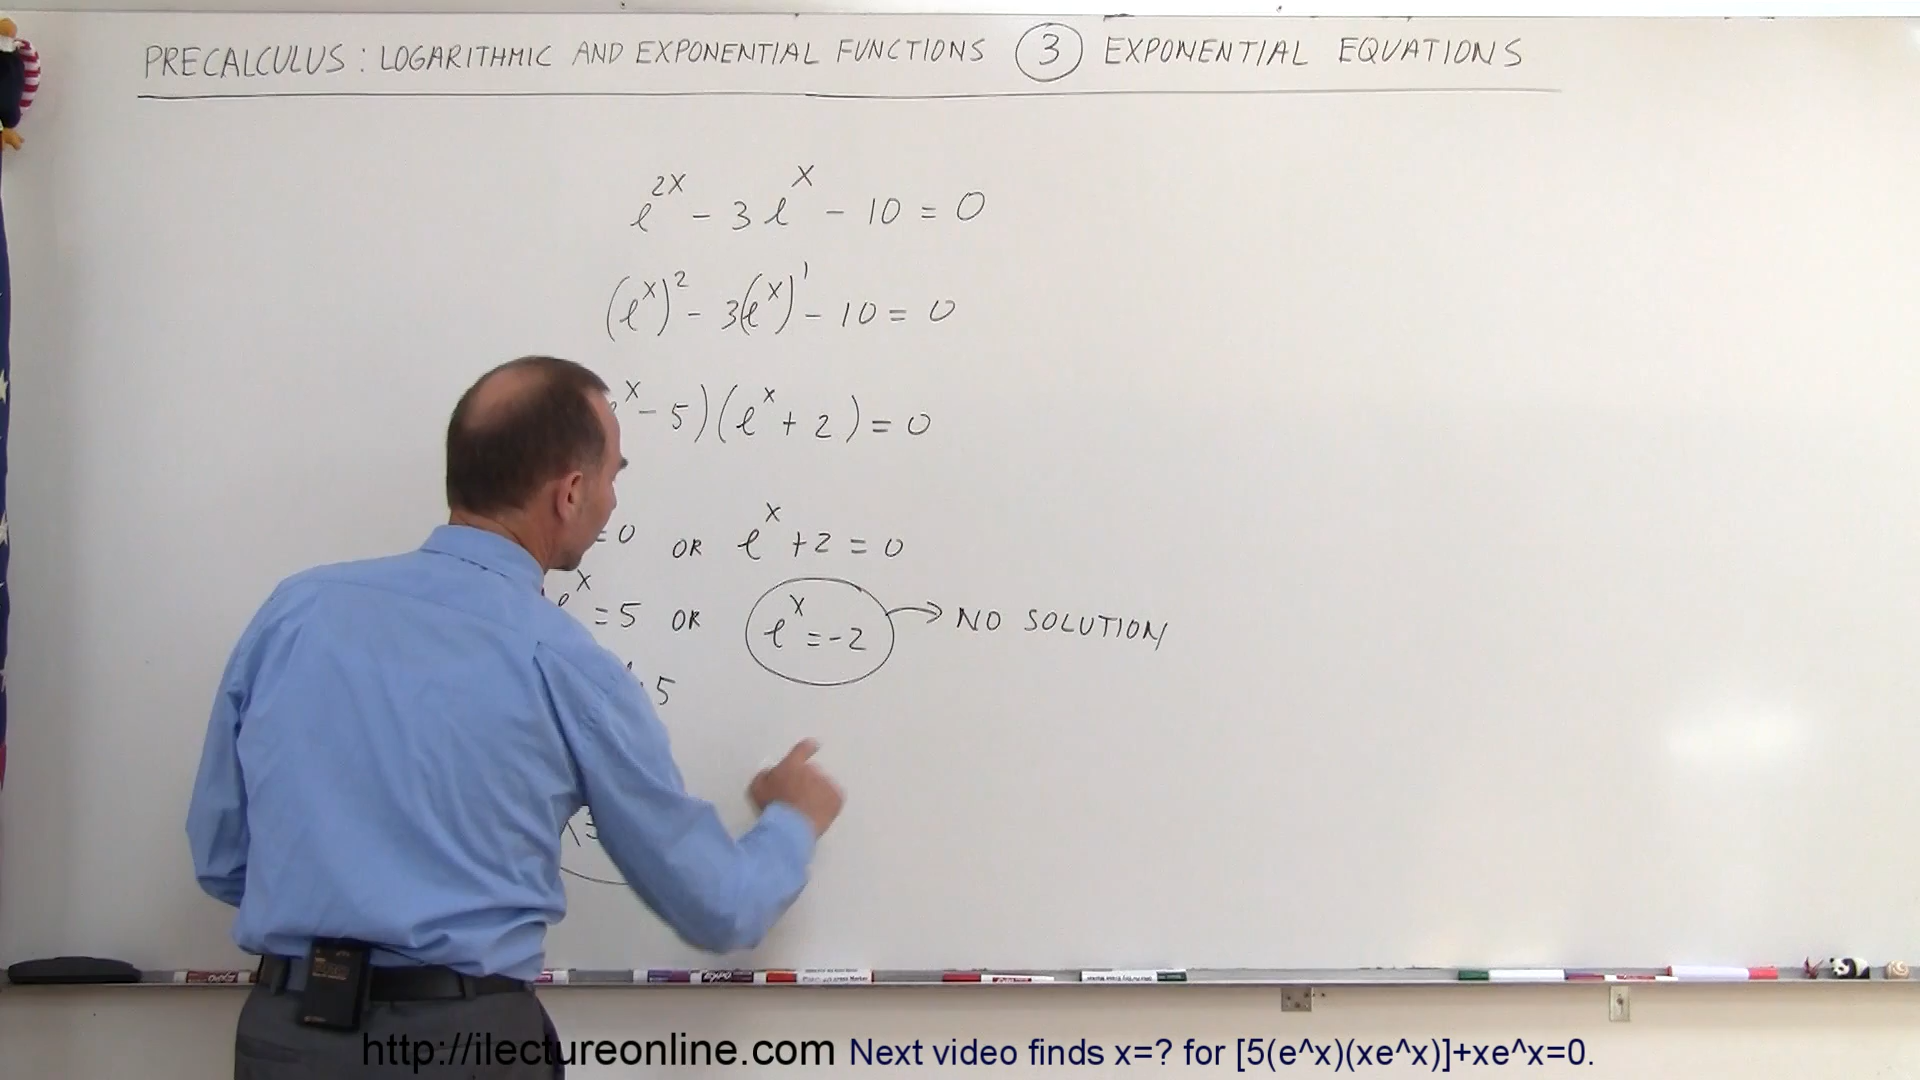 PRECALCULUS: LOGARITHMIC AND EXPONENTIAL FUNCTIONS 3 EXPONENTIAL EQUATIONS
e^2x - 3e^x - 10 = 0
(e^x)^2 - 3(e^x)^1 - 10 = 0
x - 5)(e^x + 2) = 0
=0 OR e^x + 2 = 0
e^x = 5 OR e^x = -2 → NO SOLUTION
5
x =
EXPO
http://ilectureonline.com Next video finds x=? for [5(e^x)(xe^x)]+xe^x=0.